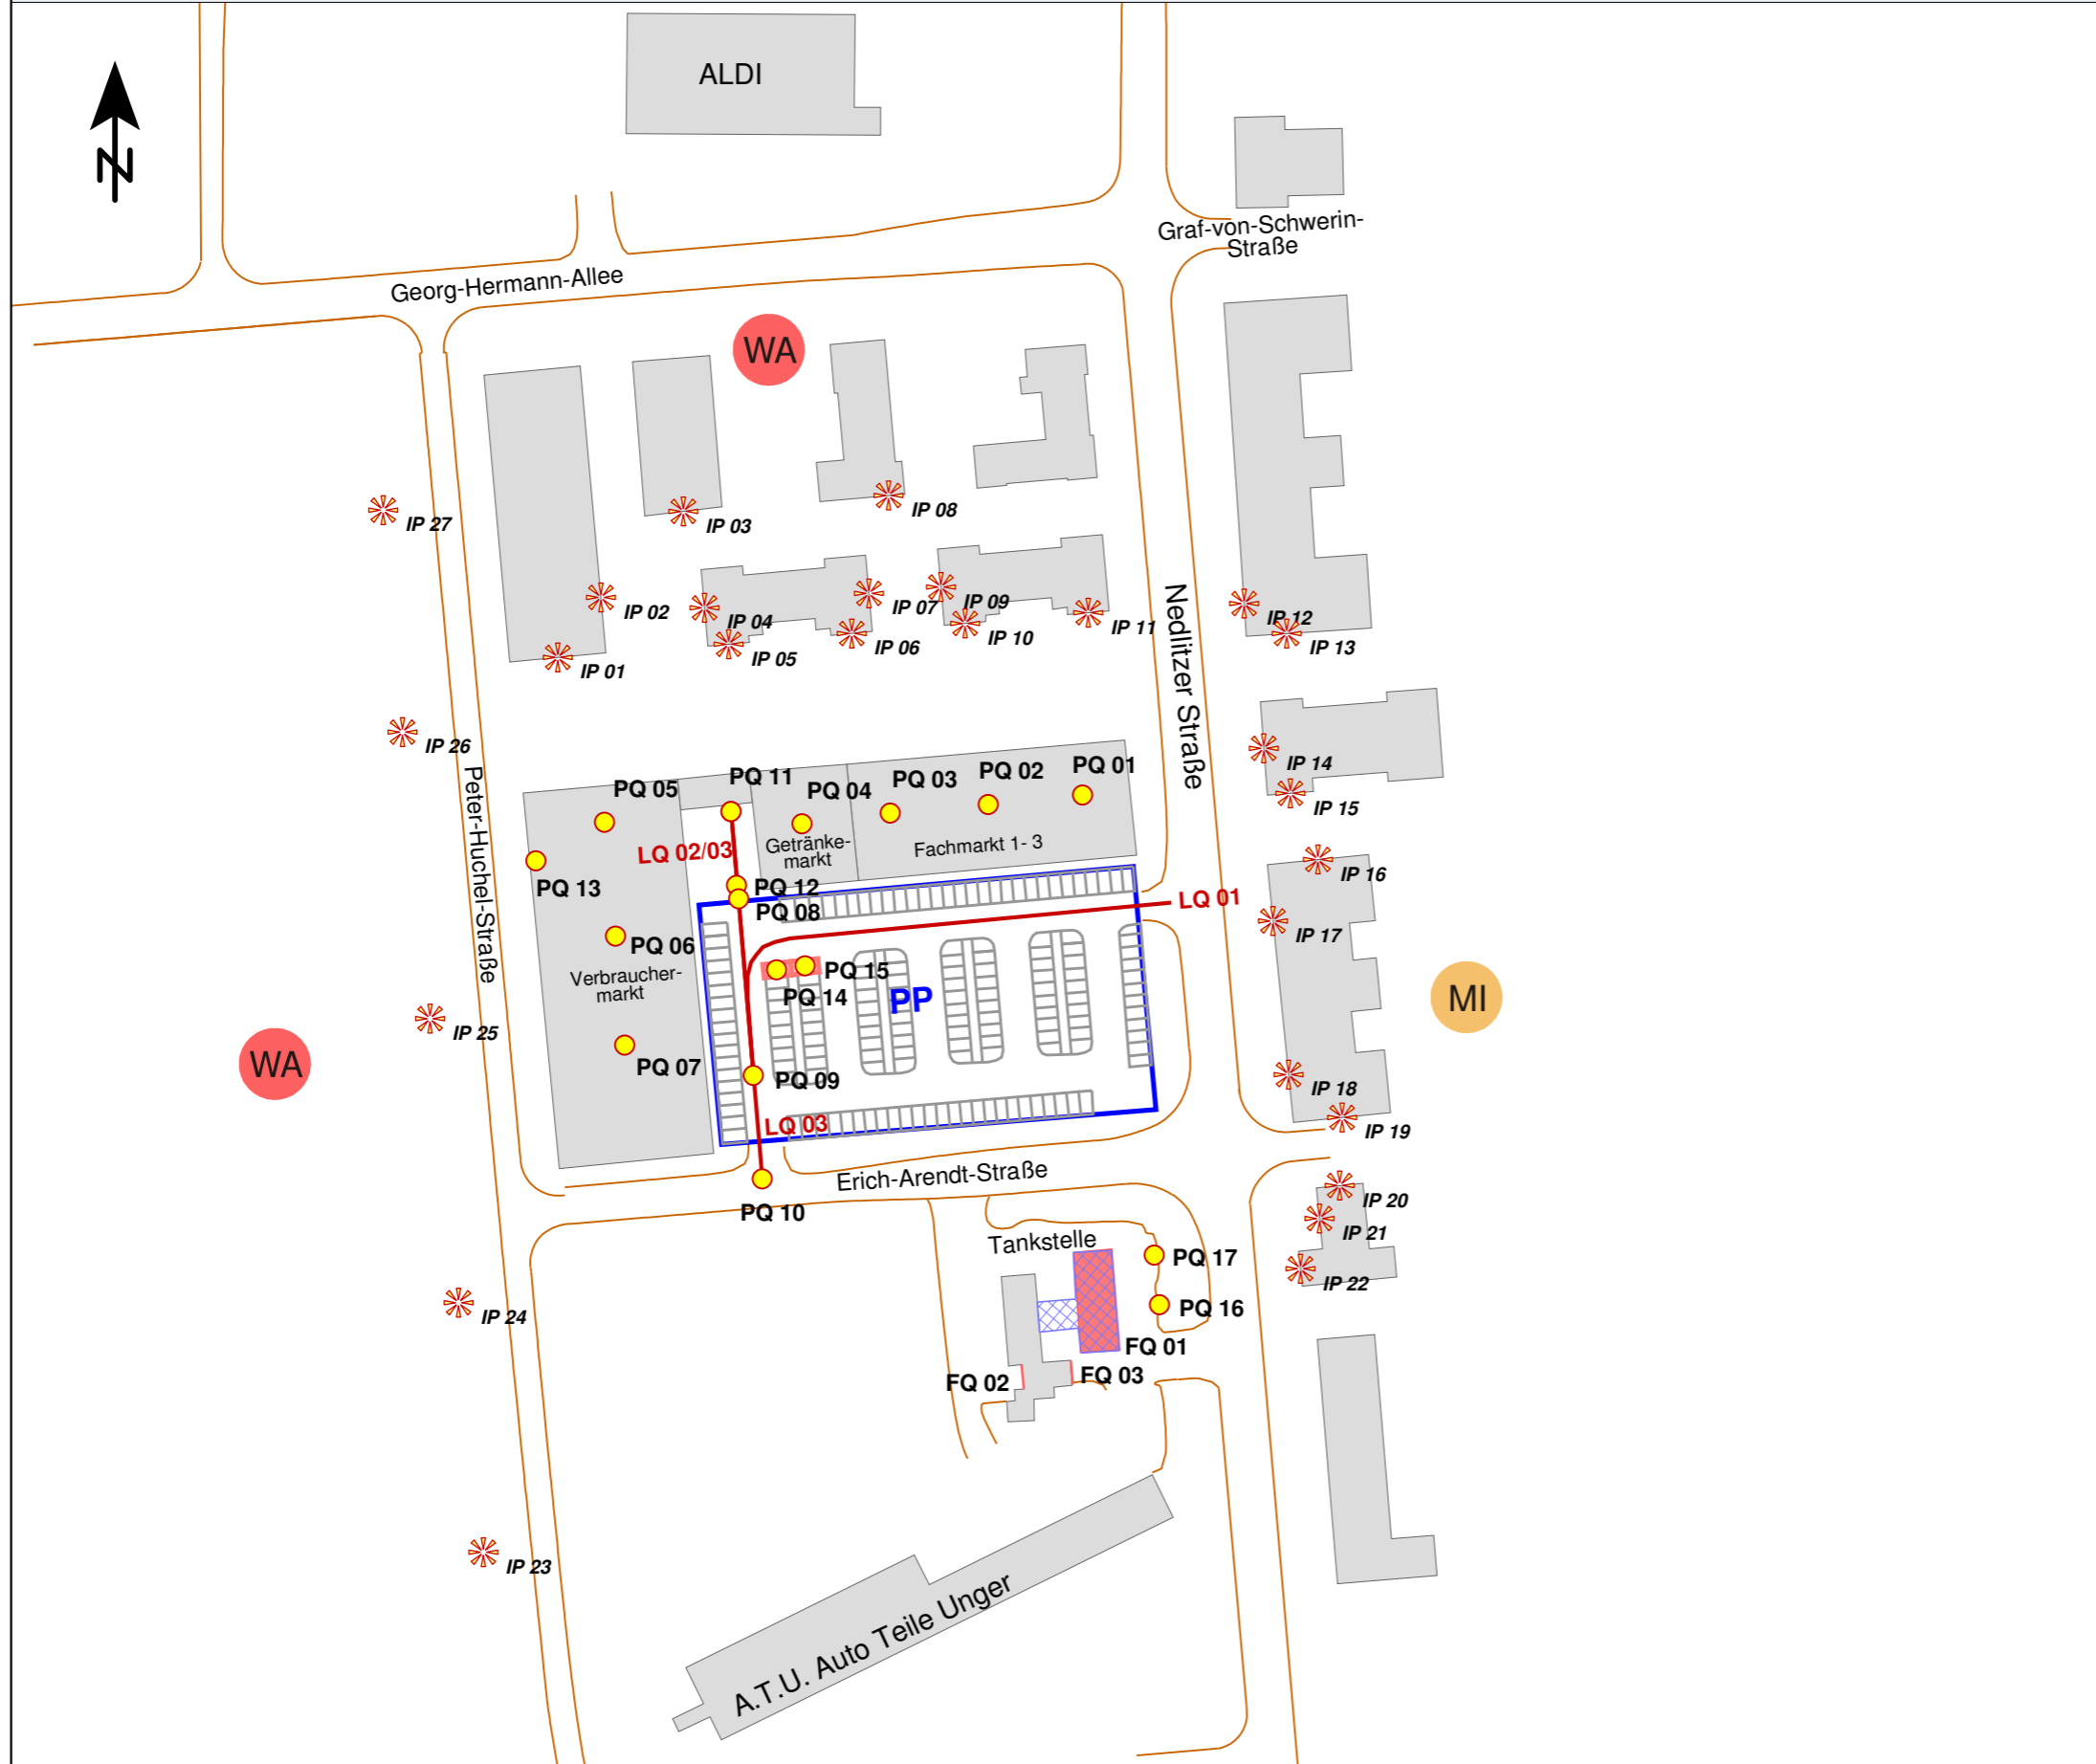 ALDI
N
Graf-von-Schwerin-
Straße
Georg-Hermann-Allee
WA
IP 27
IP 03
IP 08
IP 02
IP 04
IP 07
IP 09
IP 12
IP 01
IP 05
IP 06
IP 10
IP 11
IP 13
Nedlitzer Straße
IP 26
IP 14
IP 15
Peter-Huchel-Straße
PQ 05
PQ 11
PQ 04
PQ 03
PQ 02
PQ 01
LQ 02/03
Getränke-
markt
Fachmarkt 1- 3
PQ 13
PQ 12
PQ 08
LQ 01
IP 16
IP 17
PQ 06
Verbraucher-
markt
PQ 15
PQ 14
PP
MI
IP 25
WA
PQ 07
PQ 09
IP 18
LQ 03
IP 19
Erich-Arendt-Straße
PQ 10
IP 20
IP 21
IP 22
Tankstelle
PQ 17
PQ 16
FQ 01
FQ 02
FQ 03
IP 24
IP 23
A.T.U. Auto Teile Unger